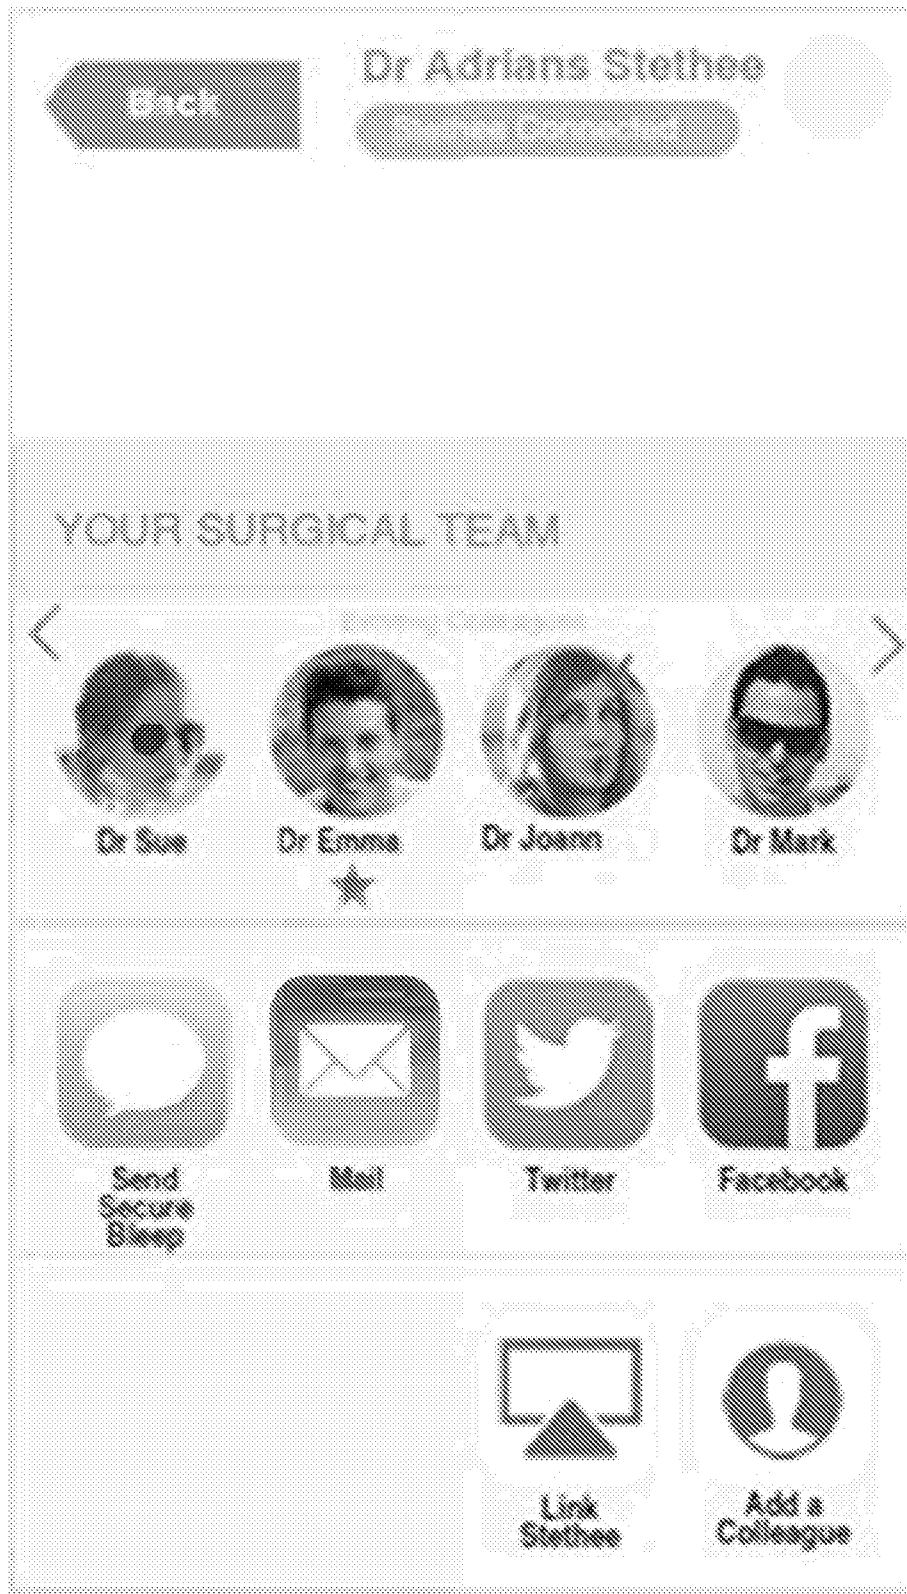 Back
Dr Adrians Stethee
YOUR SURGICAL TEAM
Dr Sue
Dr Emma
Dr Joann
Dr Mark
Send
Secure
Bleep
Mail
Twitter
Facebook
Link
Stethee
Add a
Colleague